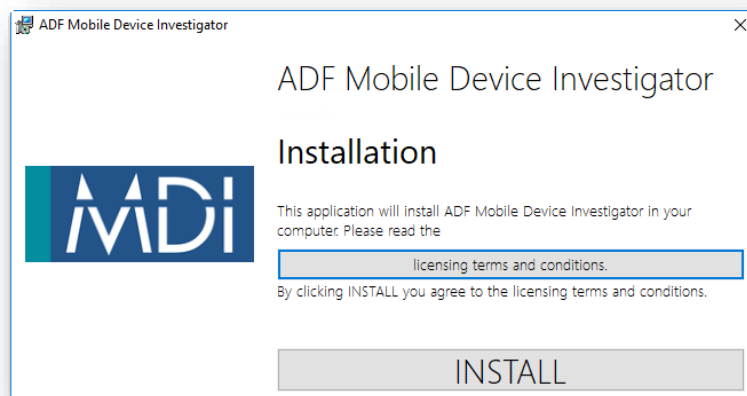 ADF Mobile Device Investigator
ADF Mobile Device Investigator
Installation
MDI
This application will install ADF Mobile Device Investigator in your
computer. Please read the
licensing terms and conditions.
By clicking INSTALL you agree to the licensing terms and conditions.
INSTALL